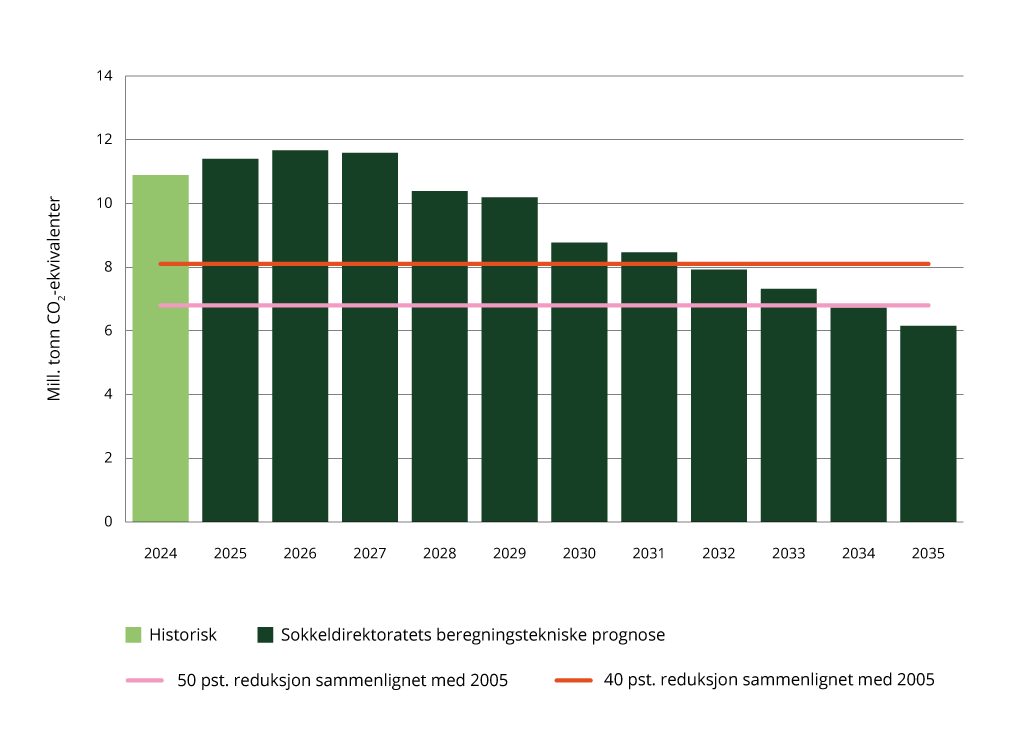 Mill. tonn CO₂-ekvivalenter
14
12
10
8
6
4
2
0
2024 2025 2026 2027 2028 2029 2030 2031 2032 2033 2034 2035
Historisk Sokkeldirektoratets beregningstekniske prognose
50 pst. reduksjon sammenlignet med 2005 40 pst. reduksjon sammenlignet med 2005